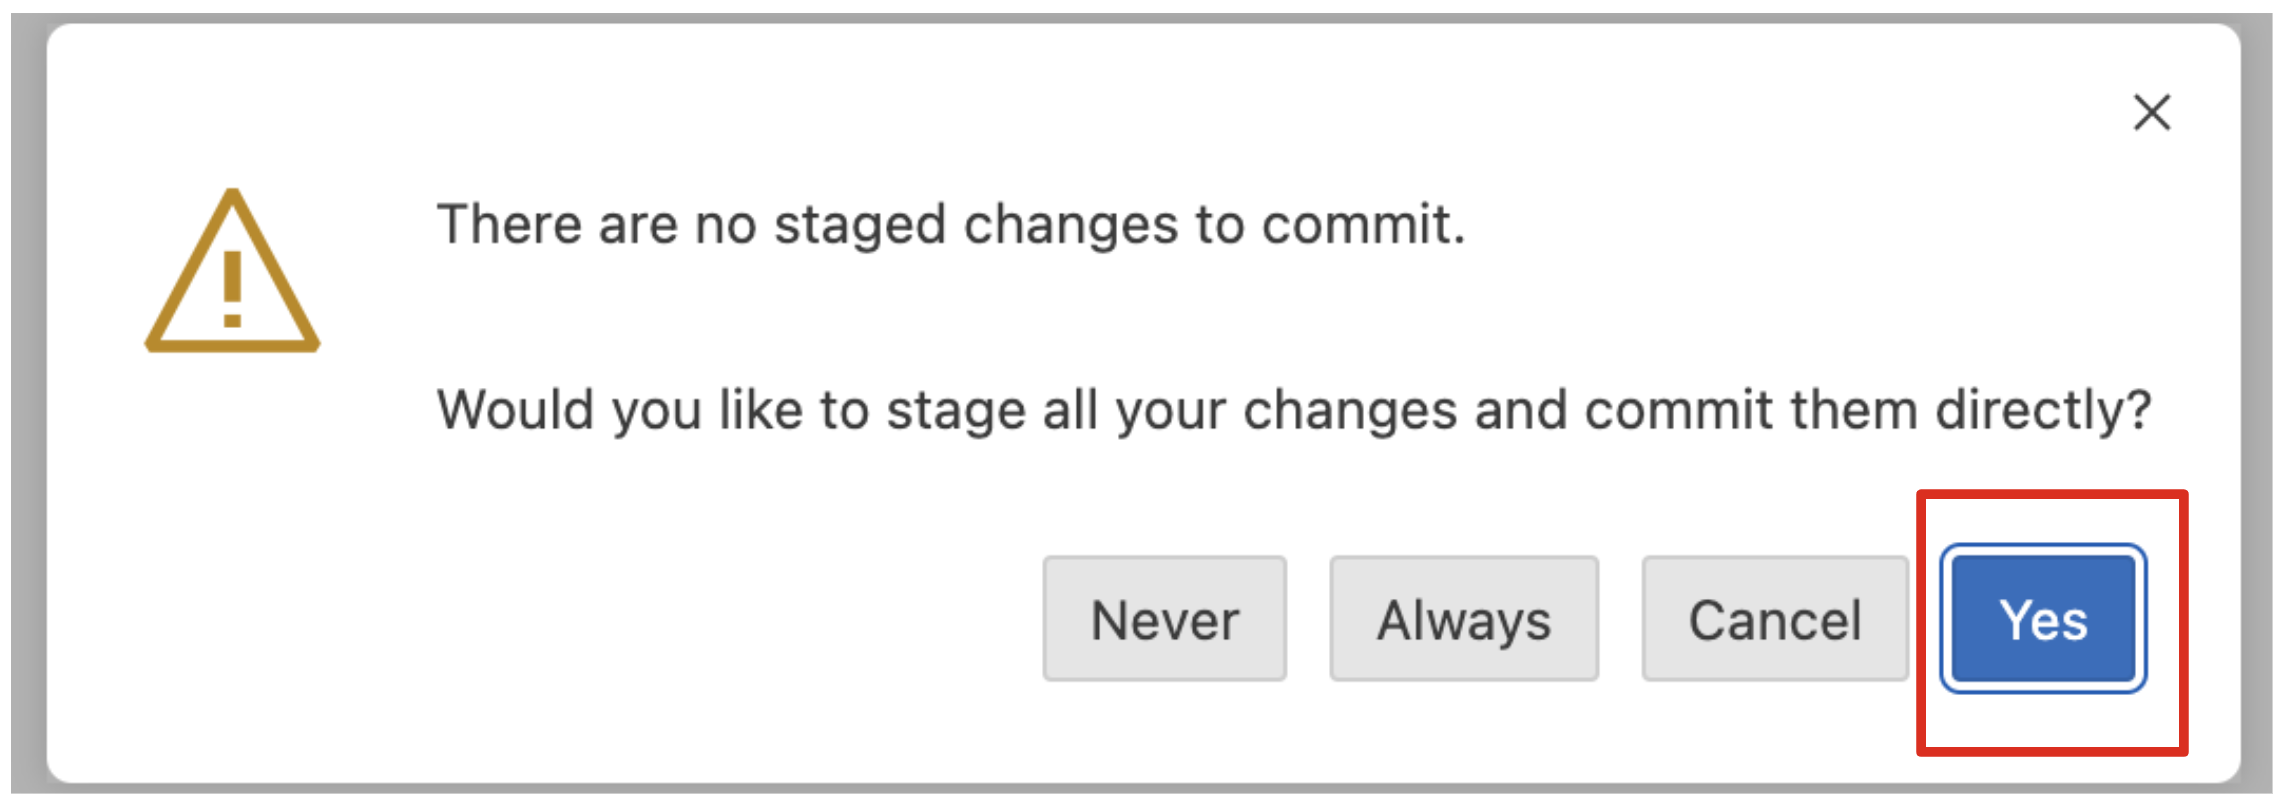 There are no staged changes to commit.
Would you like to stage all your changes and commit them directly?
Never Always Cancel Yes